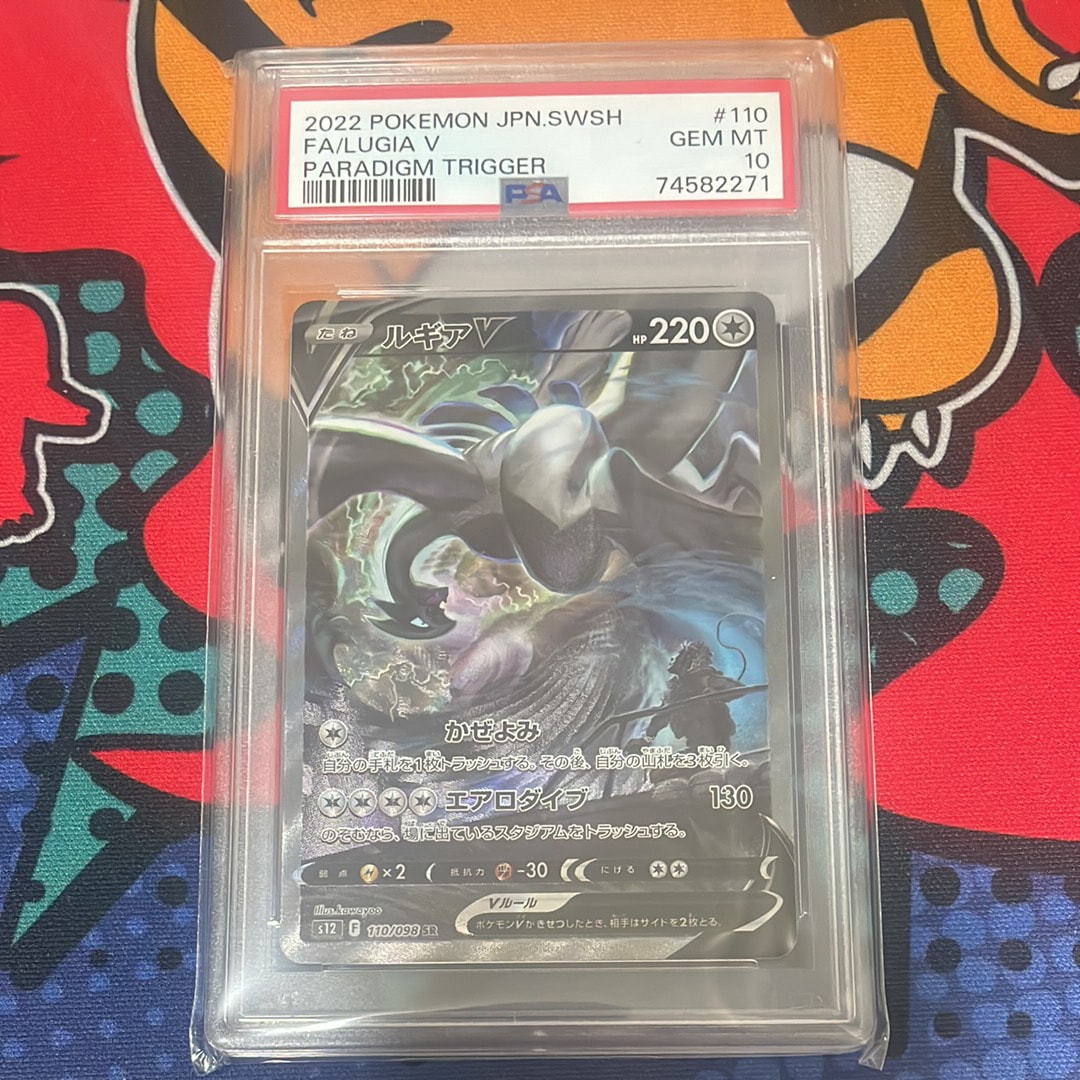 2022 POKEMON JPN.SWSH #110
FA/LUGIA V GEM MT
PARADIGM TRIGGER 10
PSA 74582271
たね ルギアV HP 220
かぜよみ
自分の手札を1枚トラッシュする。その後、自分の山札を3枚引く。
エアロダイブ 130
のぞむなら、場に出ているスタジアムをトラッシュする。
弱点 ×2 抵抗力 -30 にげる
Vルール
ポケモンVがきぜつしたとき、相手はサイドを2枚とる。
Illus.kawayoo
s12 F 110/098 SR